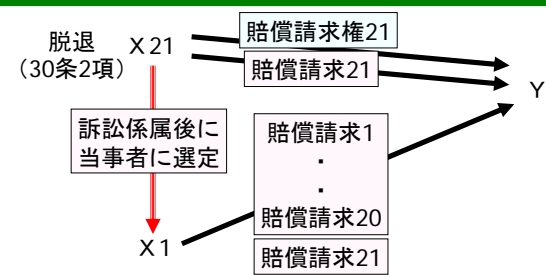 脱退
（30条2項）
X21
賠償請求権21
賠償請求21
Y
訴訟係属後に
当事者に選定
賠償請求1
・
・
賠償請求20
賠償請求21
X1